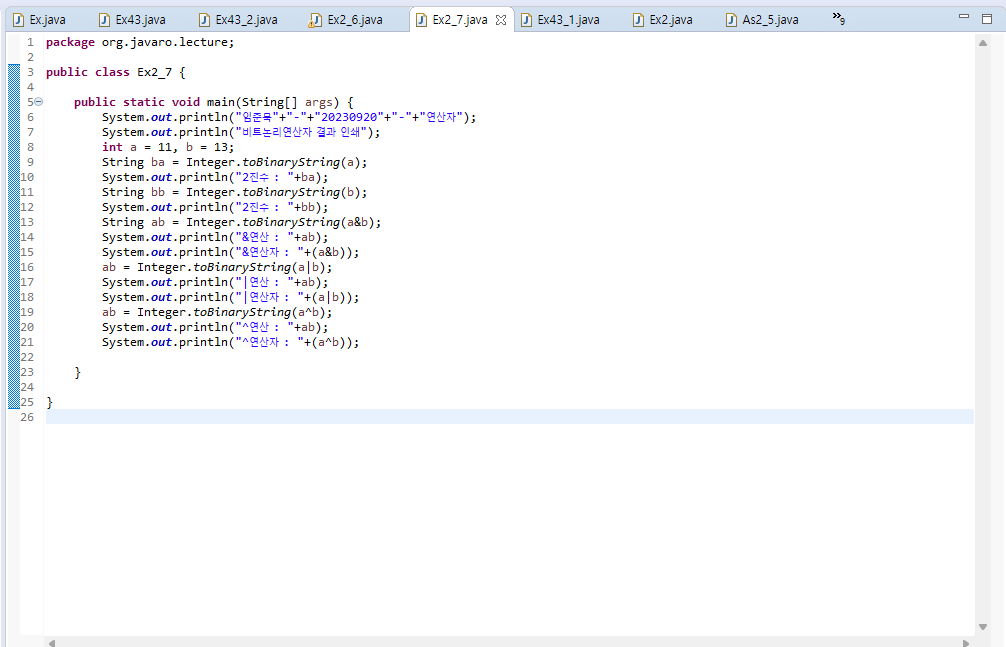 Ex.java Ex43.java Ex43_2.java Ex2_6.java Ex2_7.java Ex43_1.java Ex2.java As2_5.java »9
1 package org.javaro.lecture;
2
3 public class Ex2_7 {
4
5 public static void main(String[] args) {
6 System.out.println("임준묵"+"-"+"20230920"+"-"+"연산자");
7 System.out.println("비트논리연산자 결과 인쇄");
8 int a = 11, b = 13;
9 String ba = Integer.toBinaryString(a);
10 System.out.println("2진수 : "+ba);
11 String bb = Integer.toBinaryString(b);
12 System.out.println("2진수 : "+bb);
13 String ab = Integer.toBinaryString(a&b);
14 System.out.println("&연산 : "+ab);
15 System.out.println("&연산자 : "+(a&b));
16 ab = Integer.toBinaryString(a|b);
17 System.out.println("|연산 : "+ab);
18 System.out.println("|연산자 : "+(a|b));
19 ab = Integer.toBinaryString(a^b);
20 System.out.println("^연산 : "+ab);
21 System.out.println("^연산자 : "+(a^b));
22
23 }
24
25 }
26